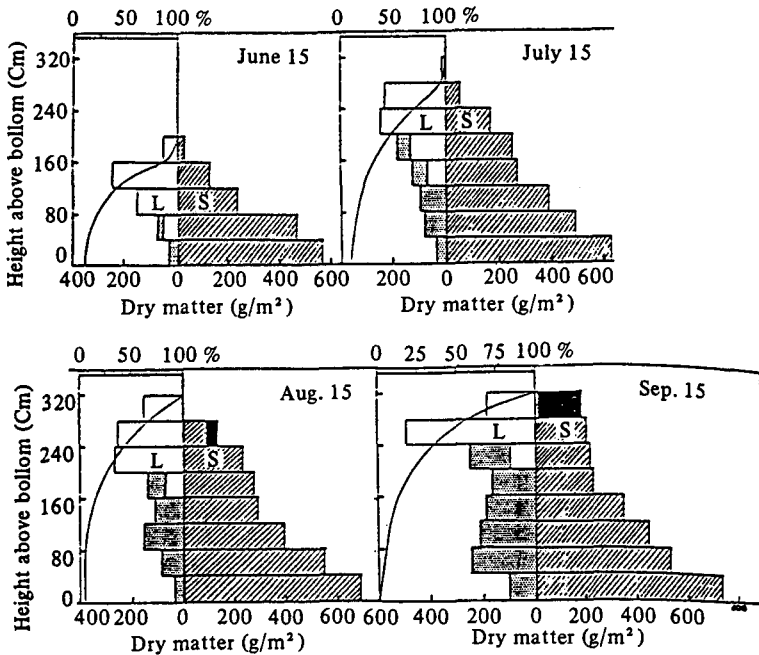 0 50 100 % 0 50 100 %
June 15 July 15
Height above bollom (Cm)
320
240
160
80
0
L S
L S
400 200 0 200 400 600 200 0 200 400 600
Dry matter (g/m²) Dry matter (g/m²)
0 50 100 % 0 25 50 75 100 %
Aug. 15 Sep. 15
Height above bollom (Cm)
320
240
160
80
0
L S
L S
400 200 0 200 400 600 400 200 0 200 400 600
Dry matter (g/m²) Dry matter (g/m²)